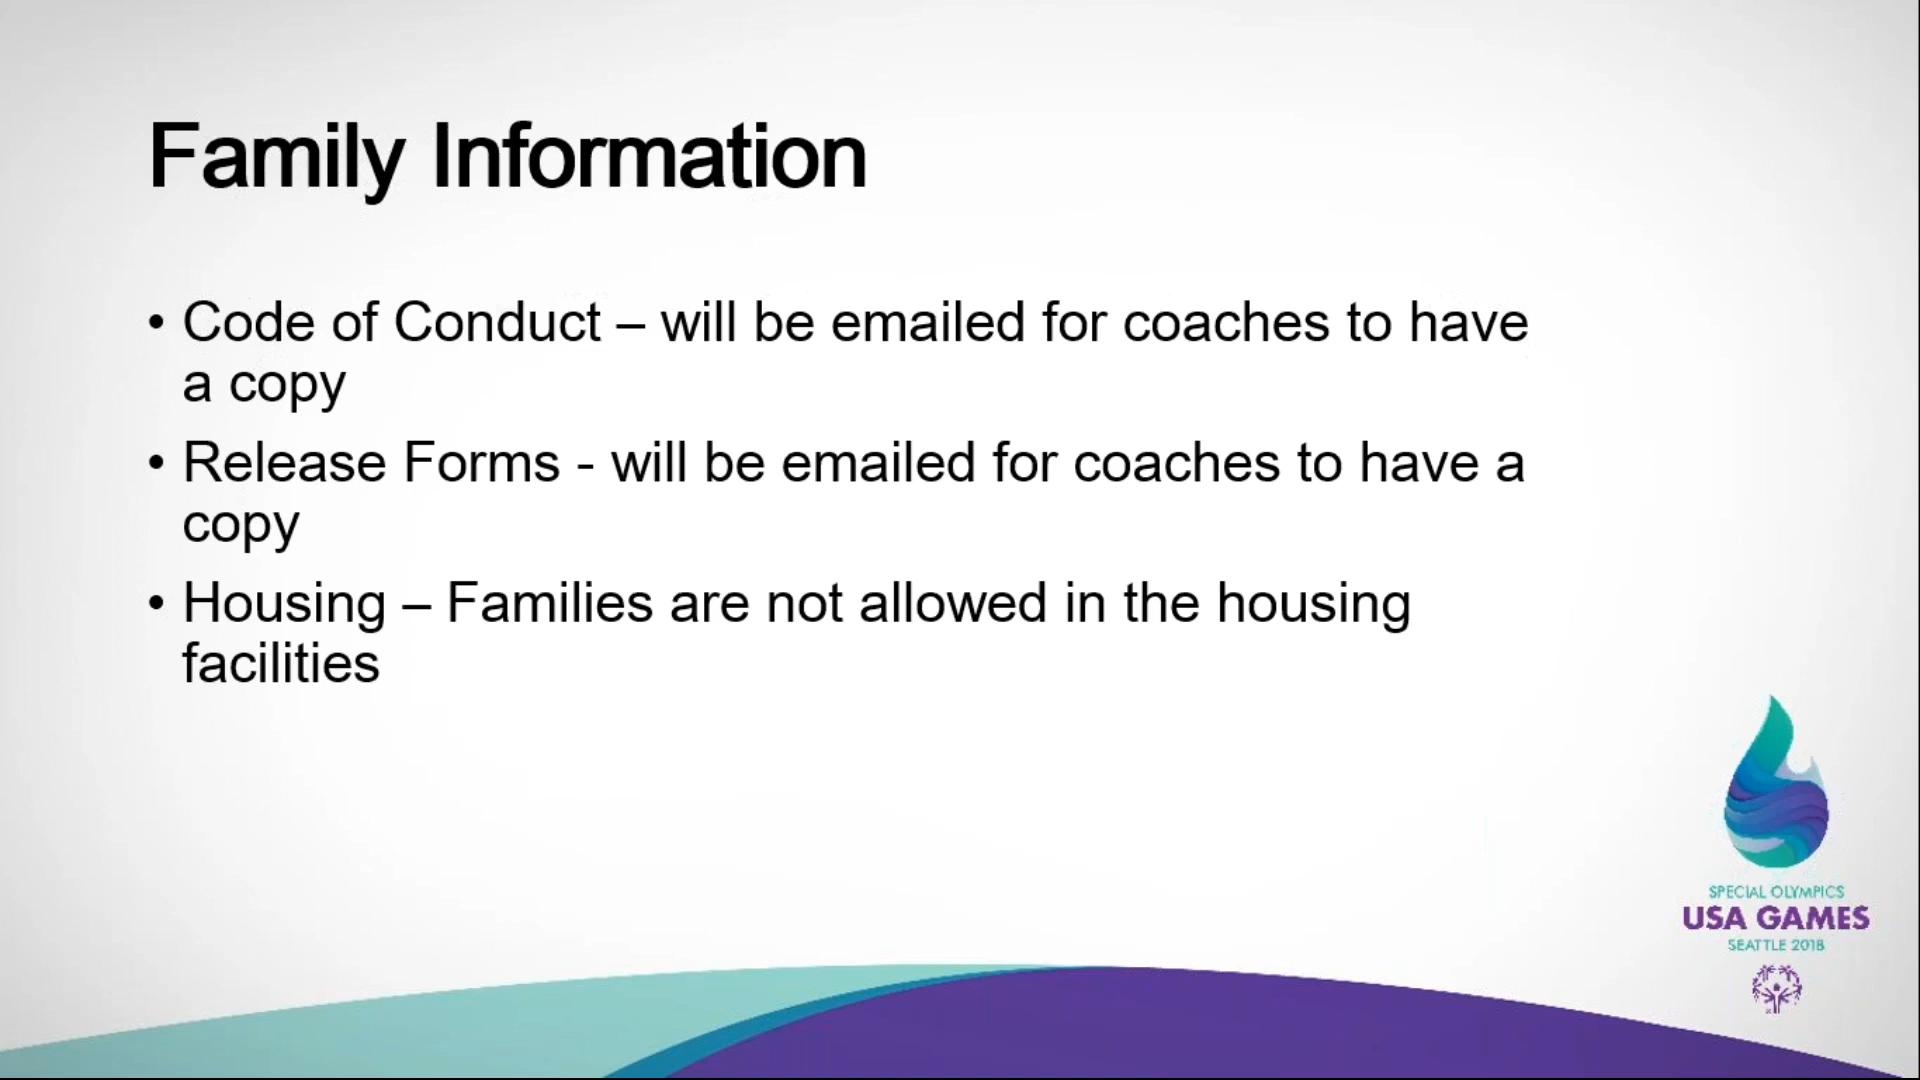 Family Information
• Code of Conduct – will be emailed for coaches to have
a copy
• Release Forms - will be emailed for coaches to have a
copy
• Housing – Families are not allowed in the housing
facilities
SPECIAL OLYMPICS
USA GAMES
SEATTLE 2018